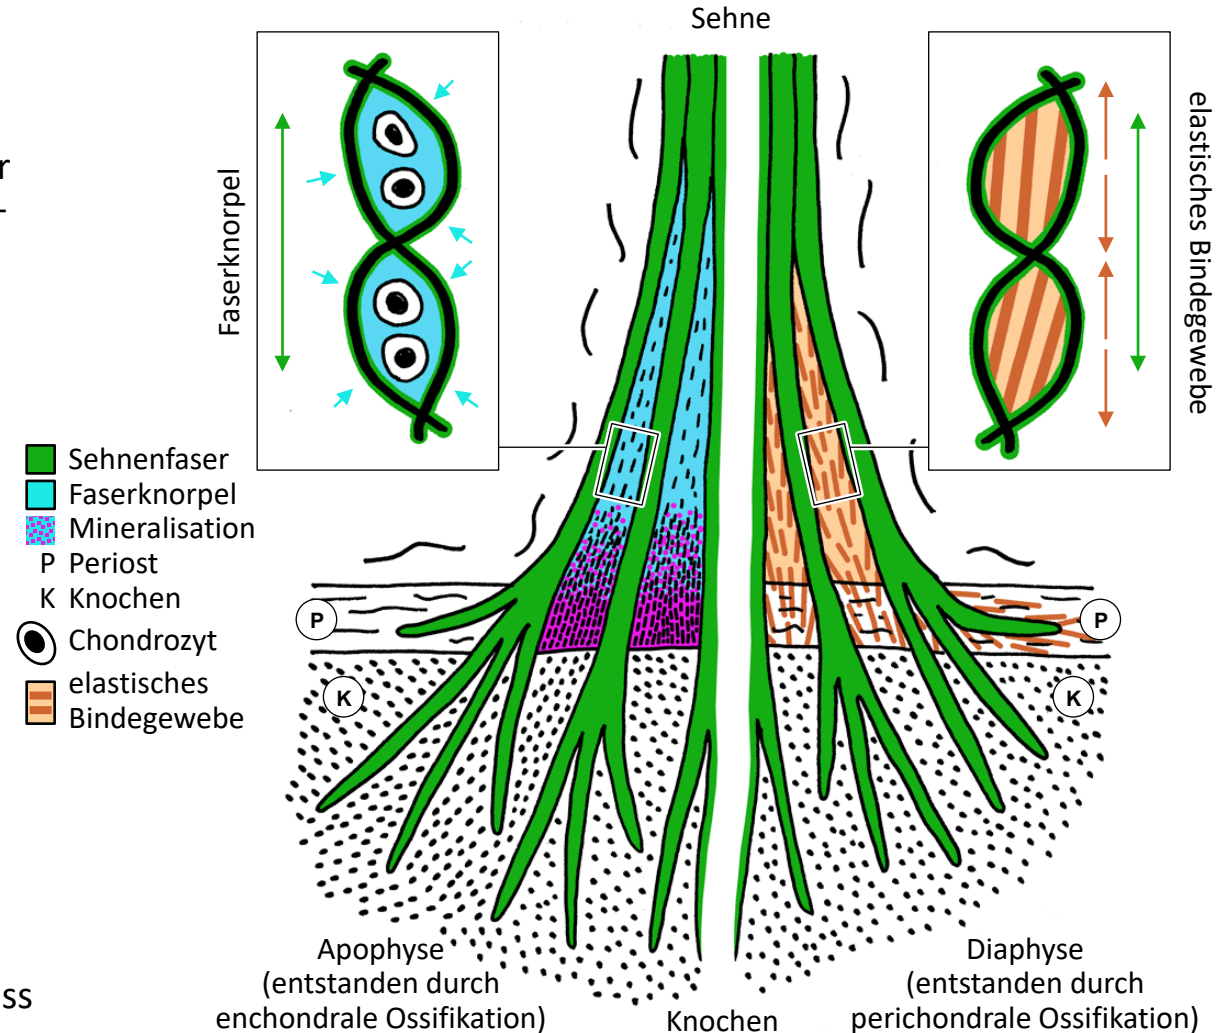 Sehne
r
-
Faserknorpel
elastisches Bindegewebe
Sehnenfaser
Faserknorpel
Mineralisation
P Periost
K Knochen
Chondrozyt
elastisches
Bindegewebe
P
P
K
K
Apophyse
(entstanden durch
enchondrale Ossifikation)
Diaphyse
(entstanden durch
perichondrale Ossifikation)
ss
Knochen